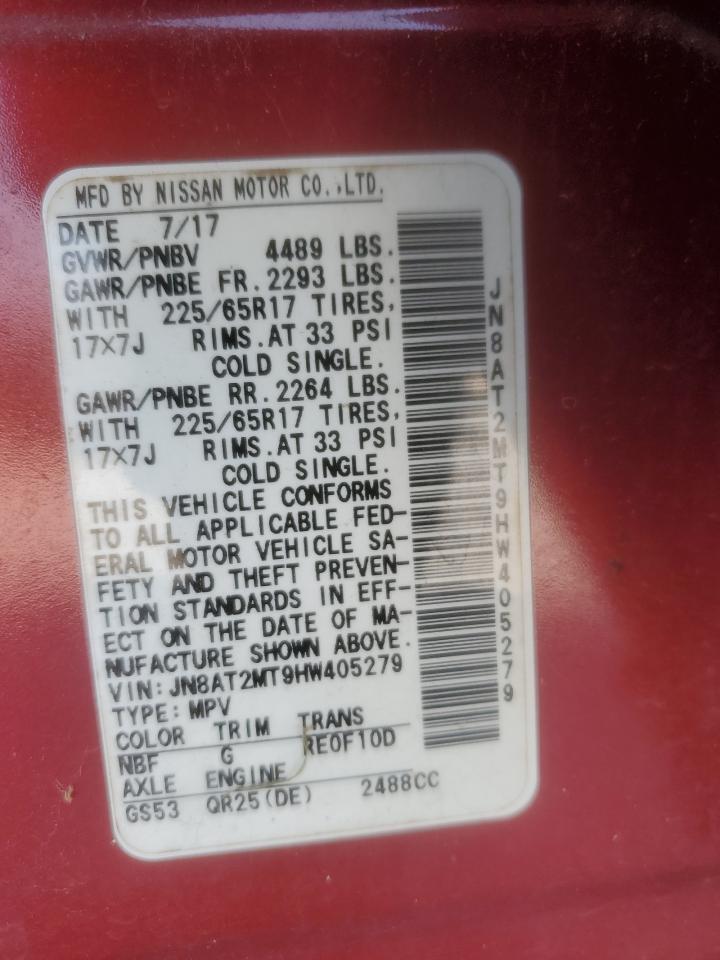 MFD BY NISSAN MOTOR CO.,LTD.
DATE 7/17
GVWR/PNBV 4489 LBS.
GAWR/PNBE FR.2293 LBS.
WITH 225/65R17 TIRES,
17X7J RIMS.AT 33 PSI
COLD SINGLE.
GAWR/PNBE RR.2264 LBS.
WITH 225/65R17 TIRES,
17X7J RIMS.AT 33 PSI
COLD SINGLE.
THIS VEHICLE CONFORMS
TO ALL APPLICABLE FED-
ERAL MOTOR VEHICLE SA-
FETY AND THEFT PREVEN-
TION STANDARDS IN EFF-
ECT ON THE DATE OF MA-
NUFACTURE SHOWN ABOVE.
VIN:JN8AT2MT9HW405279
TYPE:MPV
COLOR TRIM TRANS
NBF G RE0F10D
AXLE ENGINE
GS53 QR25(DE) 2488CC
JN8AT2MT9HW405279